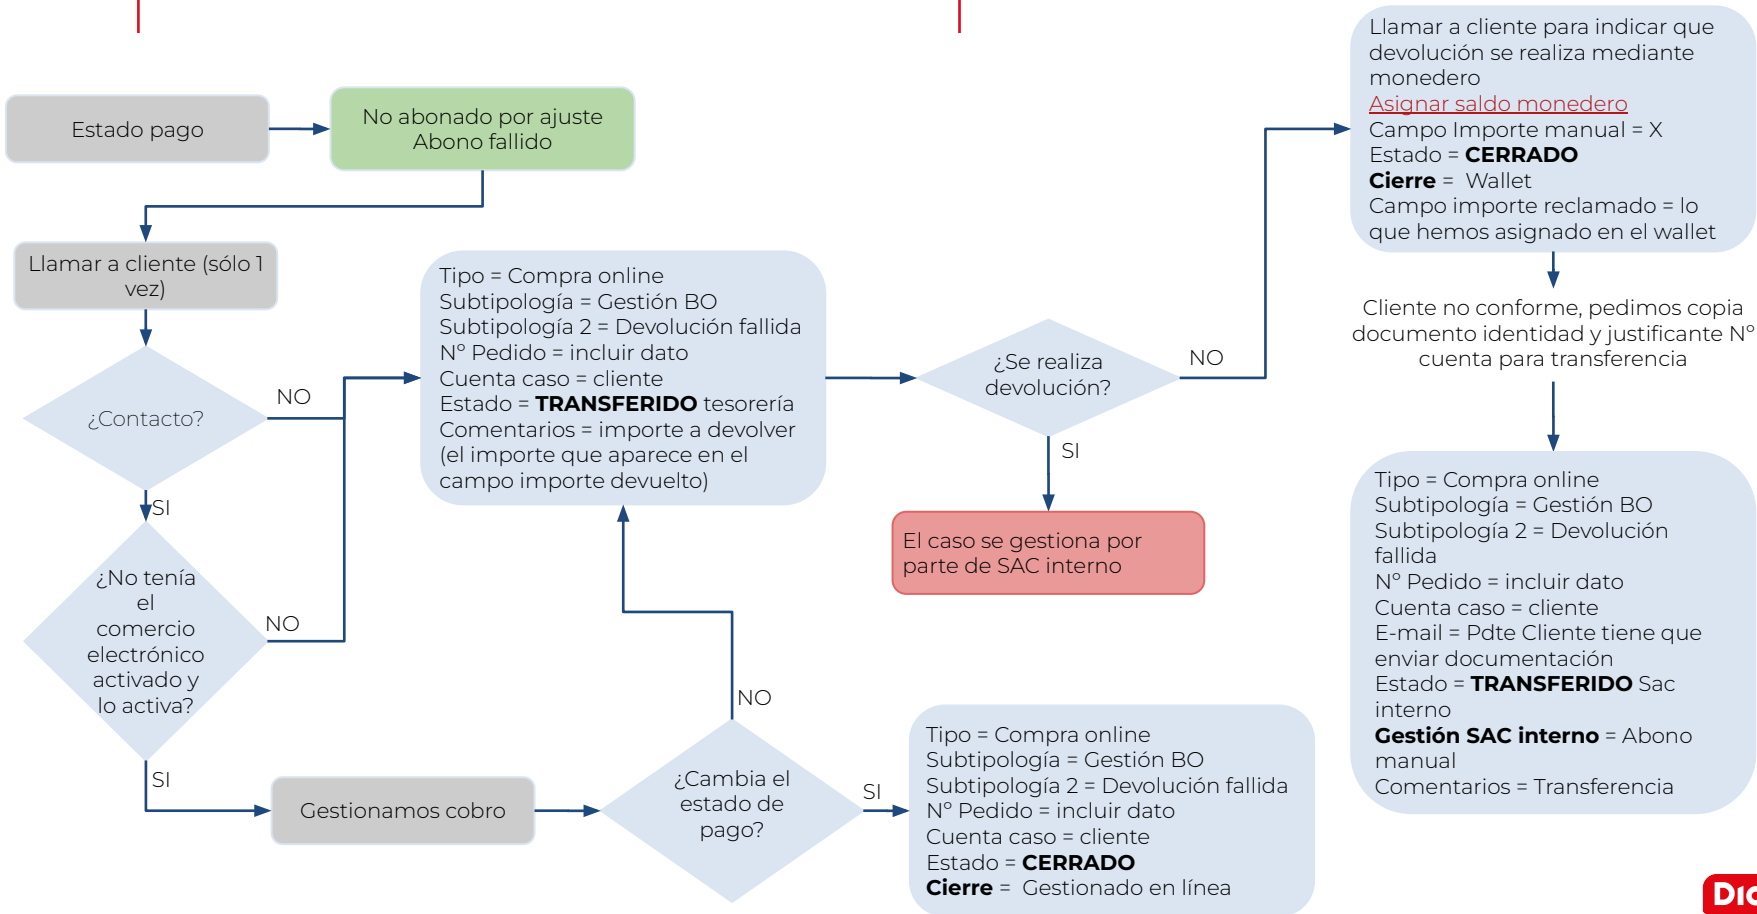 Estado pago
No abonado por ajuste
Abono fallido
Llamar a cliente (sólo 1
vez)
¿Contacto?
NO
SI
¿No tenía
el
comercio
electrónico
activado y
lo activa?
NO
SI
Gestionamos cobro
Tipo = Compra online
Subtipología = Gestión BO
Subtipología 2 = Devolución fallida
Nº Pedido = incluir dato
Cuenta caso = cliente
Estado = TRANSFERIDO tesorería
Comentarios = importe a devolver
(el importe que aparece en el
campo importe devuelto)
¿Cambia el
estado de
pago?
NO
SI
Tipo = Compra online
Subtipología = Gestión BO
Subtipología 2 = Devolución fallida
Nº Pedido = incluir dato
Cuenta caso = cliente
Estado = CERRADO
Cierre = Gestionado en línea
¿Se realiza
devolución?
NO
SI
El caso se gestiona por
parte de SAC interno
Llamar a cliente para indicar que
devolución se realiza mediante
monedero
Asignar saldo monedero
Campo Importe manual = X
Estado = CERRADO
Cierre = Wallet
Campo importe reclamado = lo
que hemos asignado en el wallet
Cliente no conforme, pedimos copia
documento identidad y justificante Nº
cuenta para transferencia
Tipo = Compra online
Subtipología = Gestión BO
Subtipología 2 = Devolución
fallida
Nº Pedido = incluir dato
Cuenta caso = cliente
E-mail = Pdte Cliente tiene que
enviar documentación
Estado = TRANSFERIDO Sac
interno
Gestión SAC interno = Abono
manual
Comentarios = Transferencia